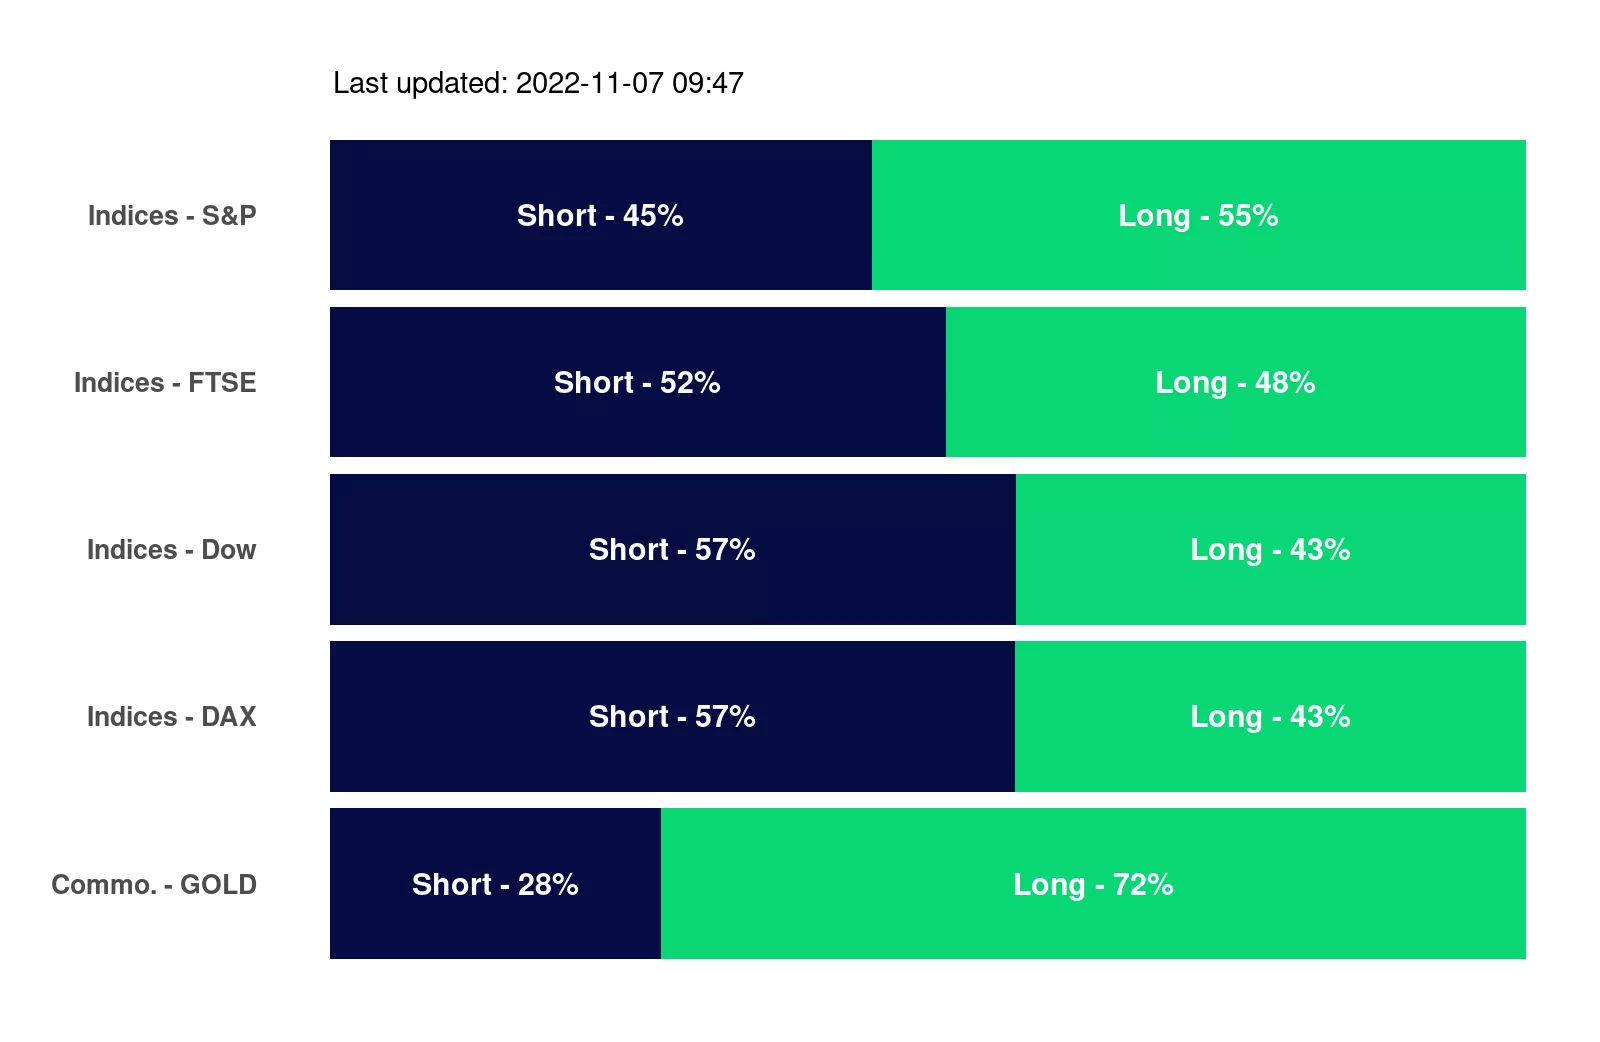 Last updated: 2022-11-07 09:47
Indices - S&P Short - 45% Long - 55%
Indices - FTSE Short - 52% Long - 48%
Indices - Dow Short - 57% Long - 43%
Indices - DAX Short - 57% Long - 43%
Commo. - GOLD Short - 28% Long - 72%